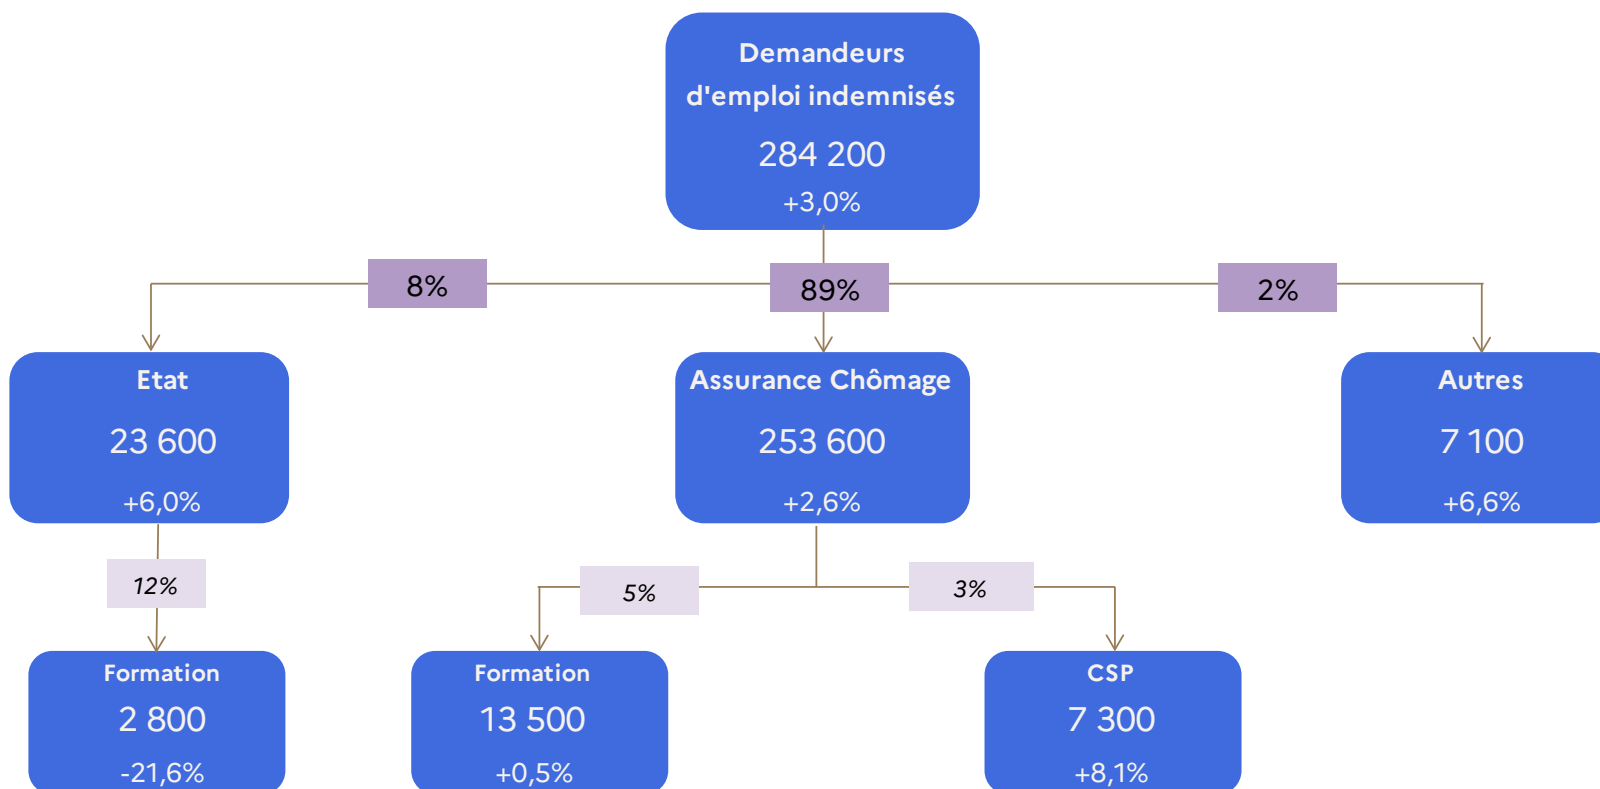 Demandeurs
d'emploi indemnisés
284 200
+3,0%
8%
89%
2%
Etat
23 600
+6,0%
Assurance Chômage
253 600
+2,6%
Autres
7 100
+6,6%
12%
5%
3%
Formation
2 800
-21,6%
Formation
13 500
+0,5%
CSP
7 300
+8,1%